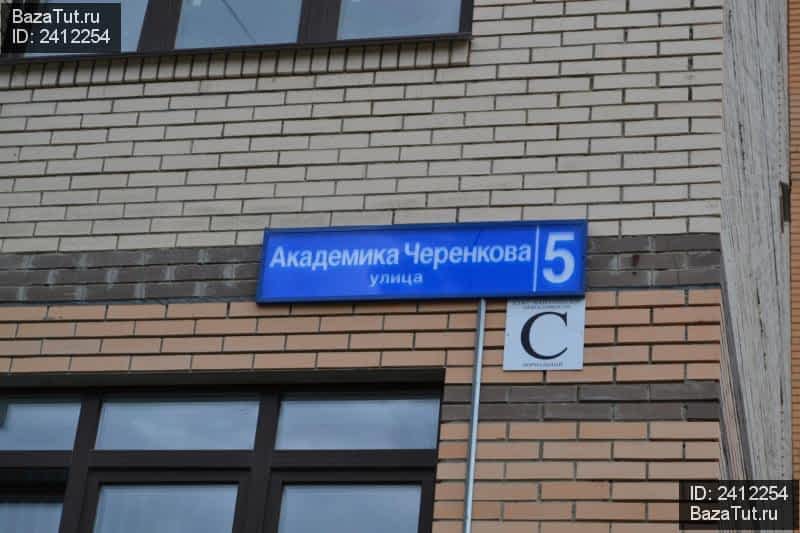 BazaTut.ru
ID: 2412254
Академика Черенкова
улица
5
С
ID: 2412254
BazaTut.ru